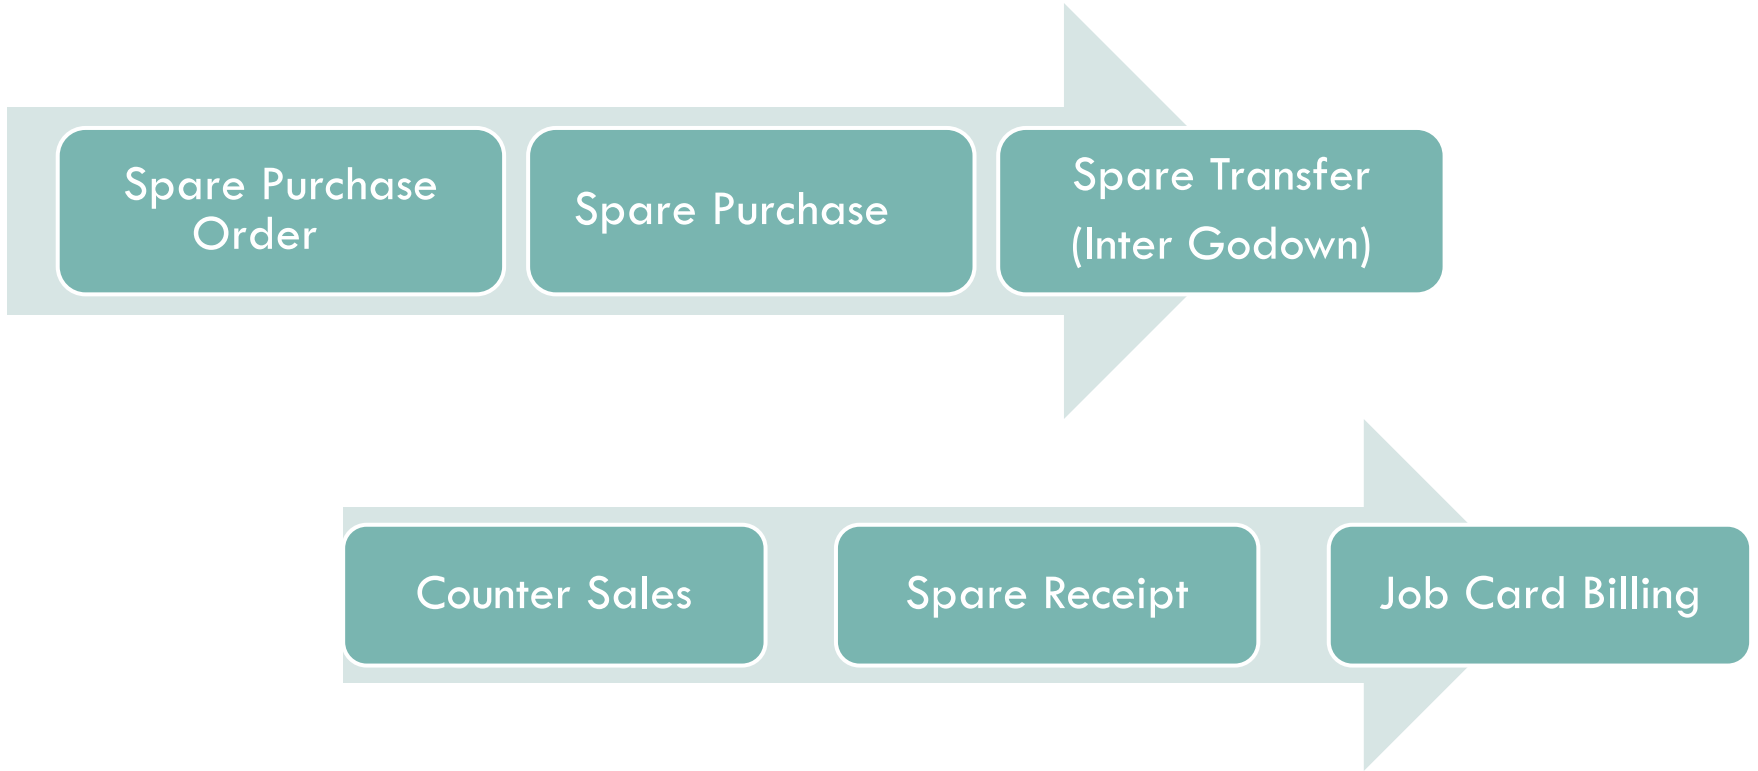 Spare Purchase
Order
Spare Purchase
Spare Transfer
(Inter Godown)
Counter Sales
Spare Receipt
Job Card Billing